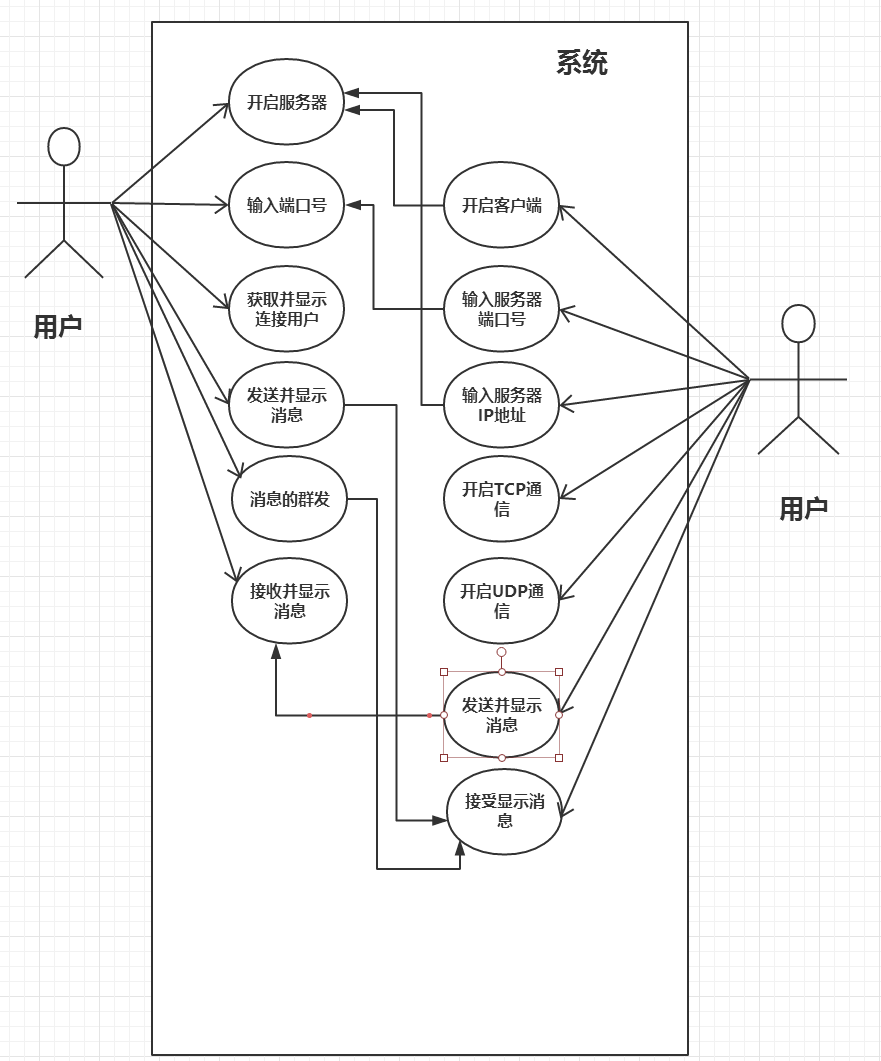 系统
开启服务器
输入端口号
获取并显示
连接用户
发送并显示
消息
消息的群发
接收并显示
消息
开启客户端
输入服务器
端口号
输入服务器
IP地址
开启TCP通
信
开启UDP通
信
发送并显示
消息
接受显示消
息
用户
用户